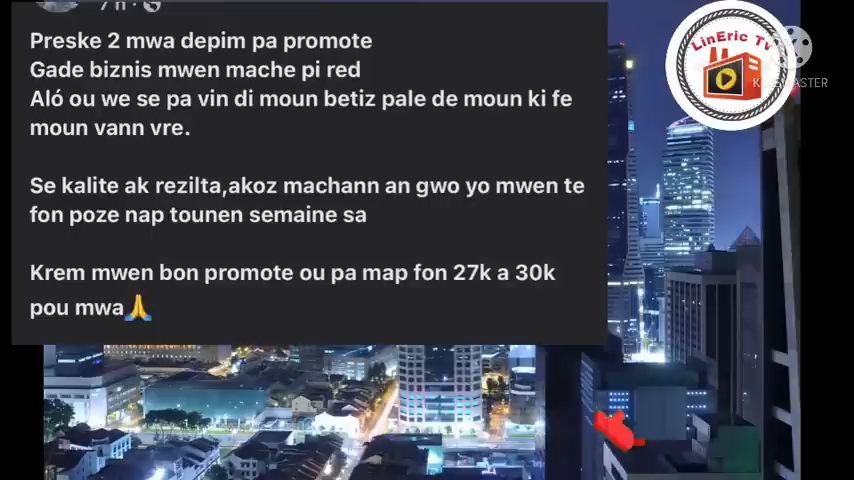 Preske 2 mwa depim pa promote
Gade biznis mwen mache pi red
Aló ou we se pa vin di moun betiz pale de moun ki fe
moun vann vre.
Se kalite ak rezilta,akoz machann an gwo yo mwen te
fon poze nap tounen semaine sa
Krem mwen bon promote ou pa map fon 27k a 30k
pou mwa🙏
LinEric Tv